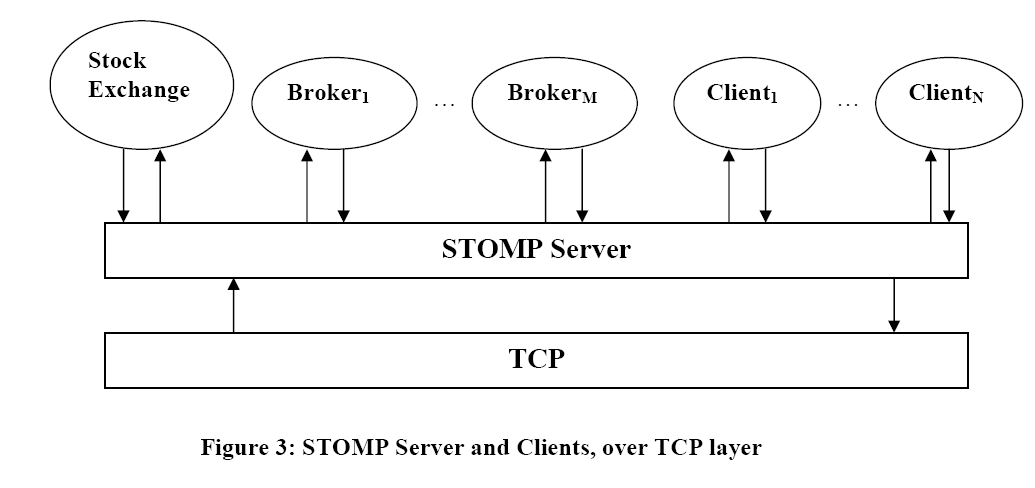 Stock
Exchange
Broker1
...
BrokerM
Client1
...
ClientN
STOMP Server
TCP
Figure 3: STOMP Server and Clients, over TCP layer